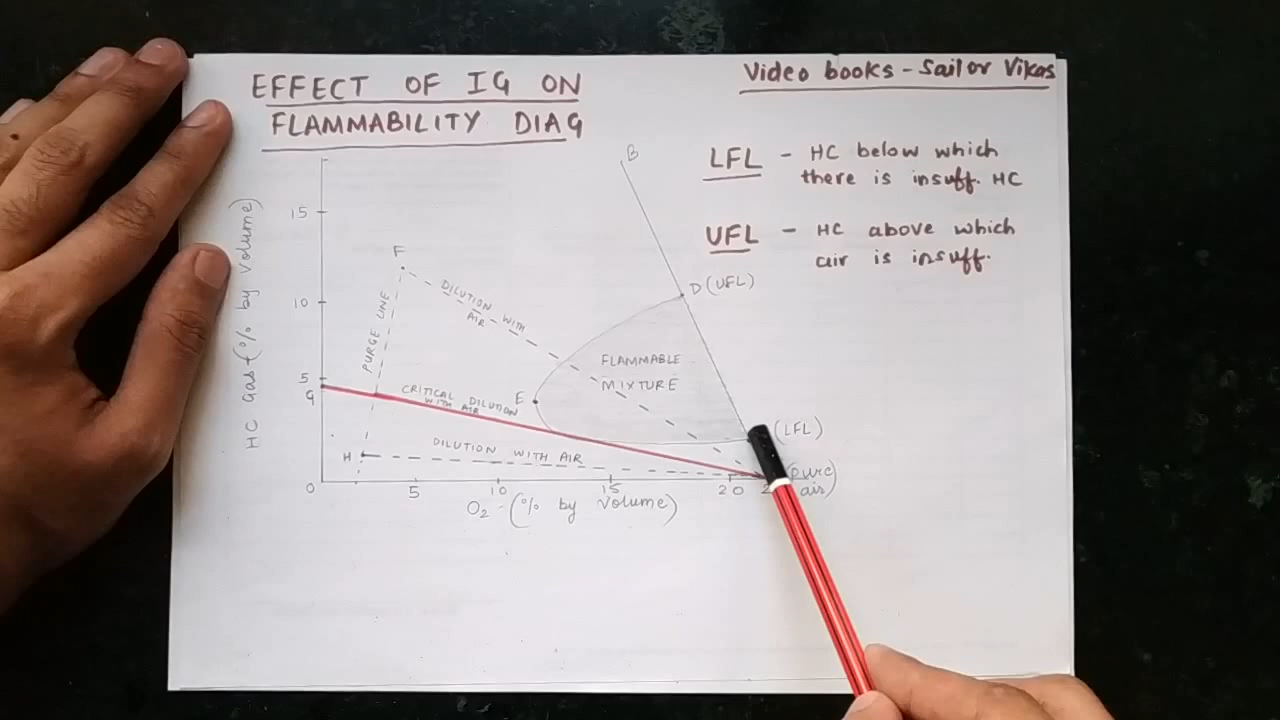 EFFECT OF IG ON
FLAMMABILITY DIAG
Video books - Sailor Vikas
LFL - HC below which
there is insuff. HC
UFL - HC above which
air is insuff.
B
15
F
DILUTION WITH
AIR
D (UFL)
10
HC Gas - (% by Volume)
PURGE LINE
FLAMMABLE
MIXTURE
5
G
CRITICAL DILUTION
WITH AIR
E
(LFL)
DILUTION WITH AIR
H
(pure
air)
0
5
10
15
20
O2 - (% by volume)